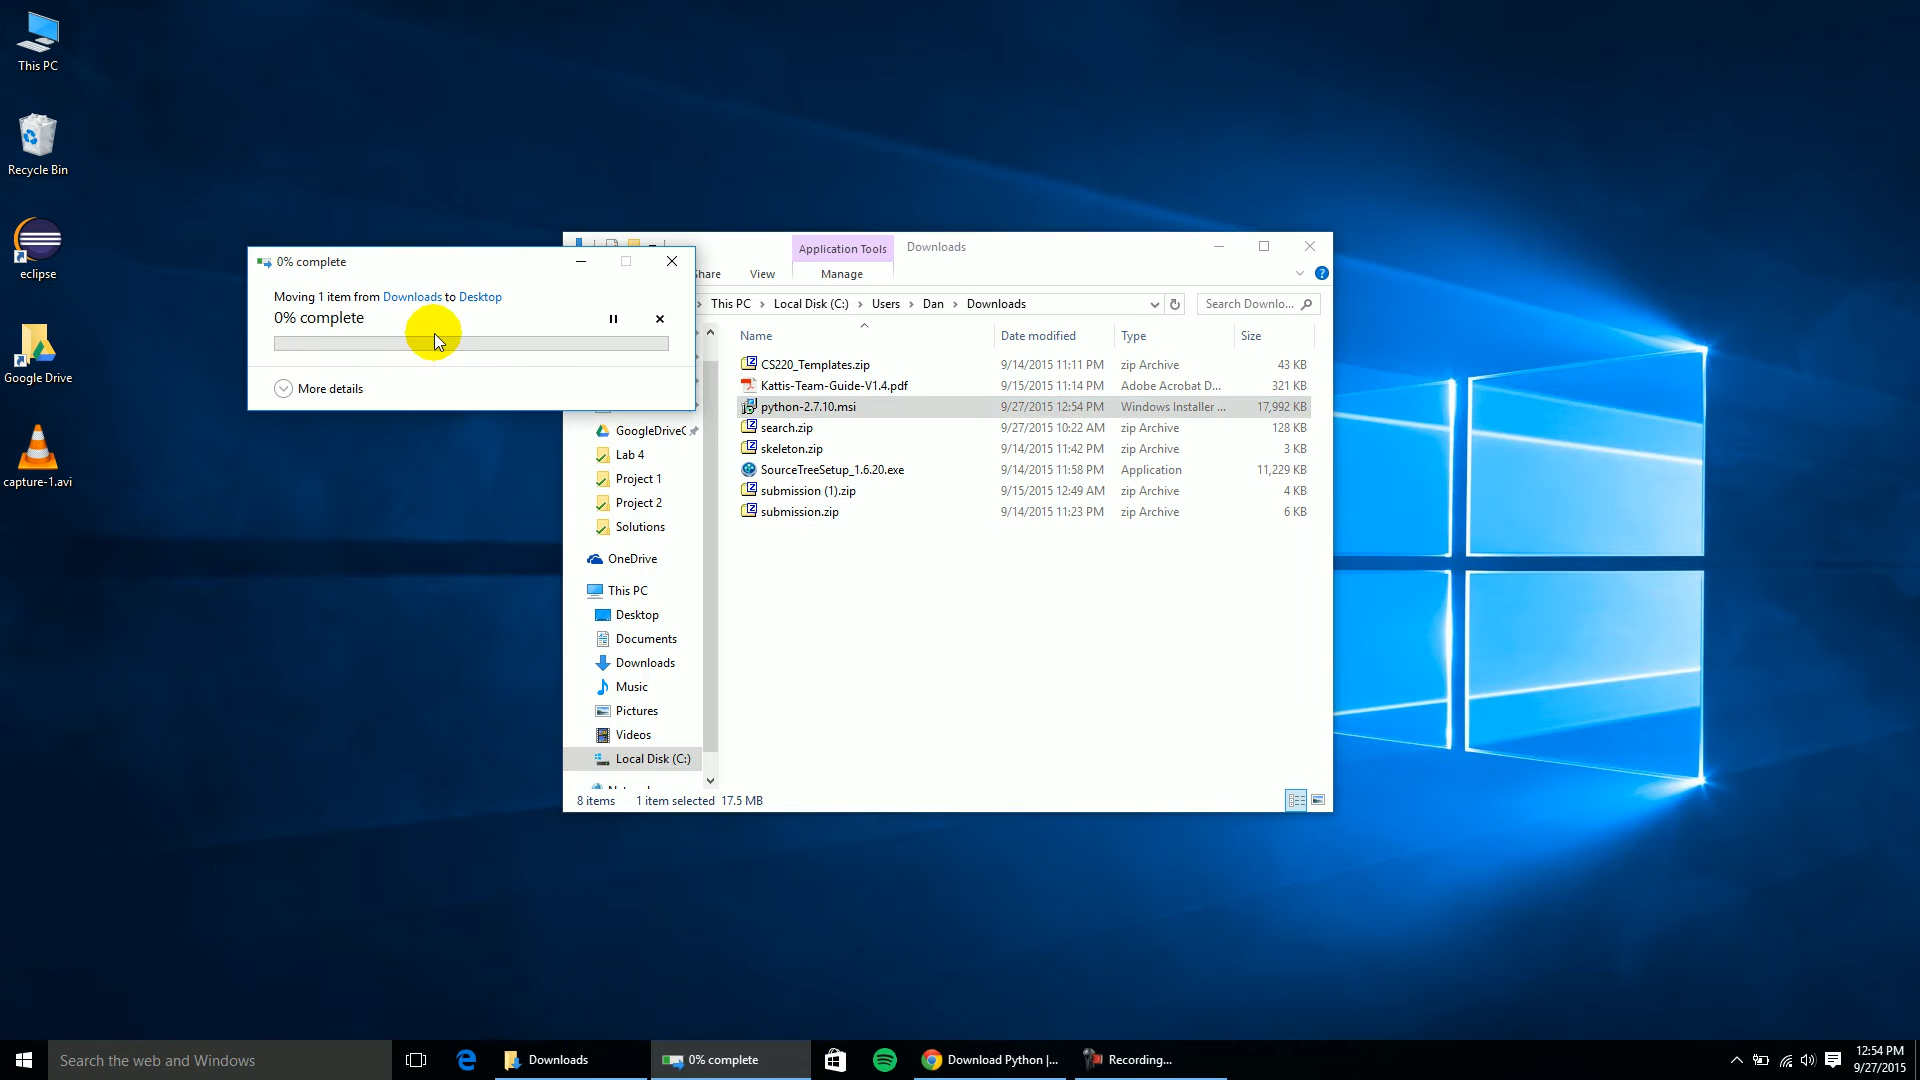 This PC
Recycle Bin
eclipse
Google Drive
capture-1.avi
0% complete
Moving 1 item from Downloads to Desktop
0% complete
More details
Application Tools
Downloads
Share
View
Manage
This PC > Local Disk (C:) > Users > Dan > Downloads
Search Downlo...
Name Date modified Type Size
CS220_Templates.zip 9/14/2015 11:11 PM zip Archive 43 KB
Kattis-Team-Guide-V1.4.pdf 9/15/2015 11:14 PM Adobe Acrobat D... 321 KB
python-2.7.10.msi 9/27/2015 12:54 PM Windows Installer ... 17,992 KB
search.zip 9/27/2015 10:22 AM zip Archive 128 KB
skeleton.zip 9/14/2015 11:42 PM zip Archive 3 KB
SourceTreeSetup_1.6.20.exe 9/14/2015 11:58 PM Application 11,229 KB
submission (1).zip 9/15/2015 12:49 AM zip Archive 4 KB
submission.zip 9/14/2015 11:23 PM zip Archive 6 KB
GoogleDriveC
Lab 4
Project 1
Project 2
Solutions
OneDrive
This PC
Desktop
Documents
Downloads
Music
Pictures
Videos
Local Disk (C:)
8 items 1 item selected 17.5 MB
Search the web and Windows
Downloads
0% complete
Download Python |...
Recording...
12:54 PM
9/27/2015